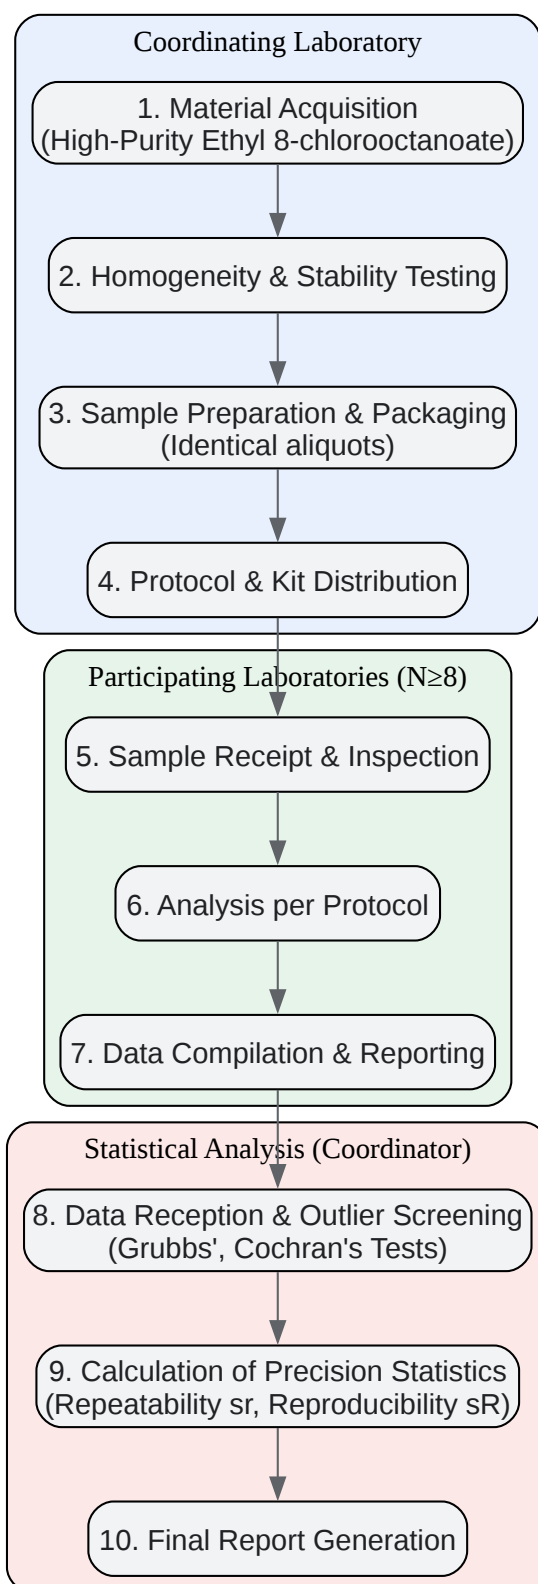 Coordinating Laboratory
1. Material Acquisition
(High-Purity Ethyl 8-chlorooctanoate)
2. Homogeneity & Stability Testing
3. Sample Preparation & Packaging
(Identical aliquots)
4. Protocol & Kit Distribution
Participating Laboratories (N≥8)
5. Sample Receipt & Inspection
6. Analysis per Protocol
7. Data Compilation & Reporting
Statistical Analysis (Coordinator)
8. Data Reception & Outlier Screening
(Grubbs', Cochran's Tests)
9. Calculation of Precision Statistics
(Repeatability sr, Reproducibility sR)
10. Final Report Generation